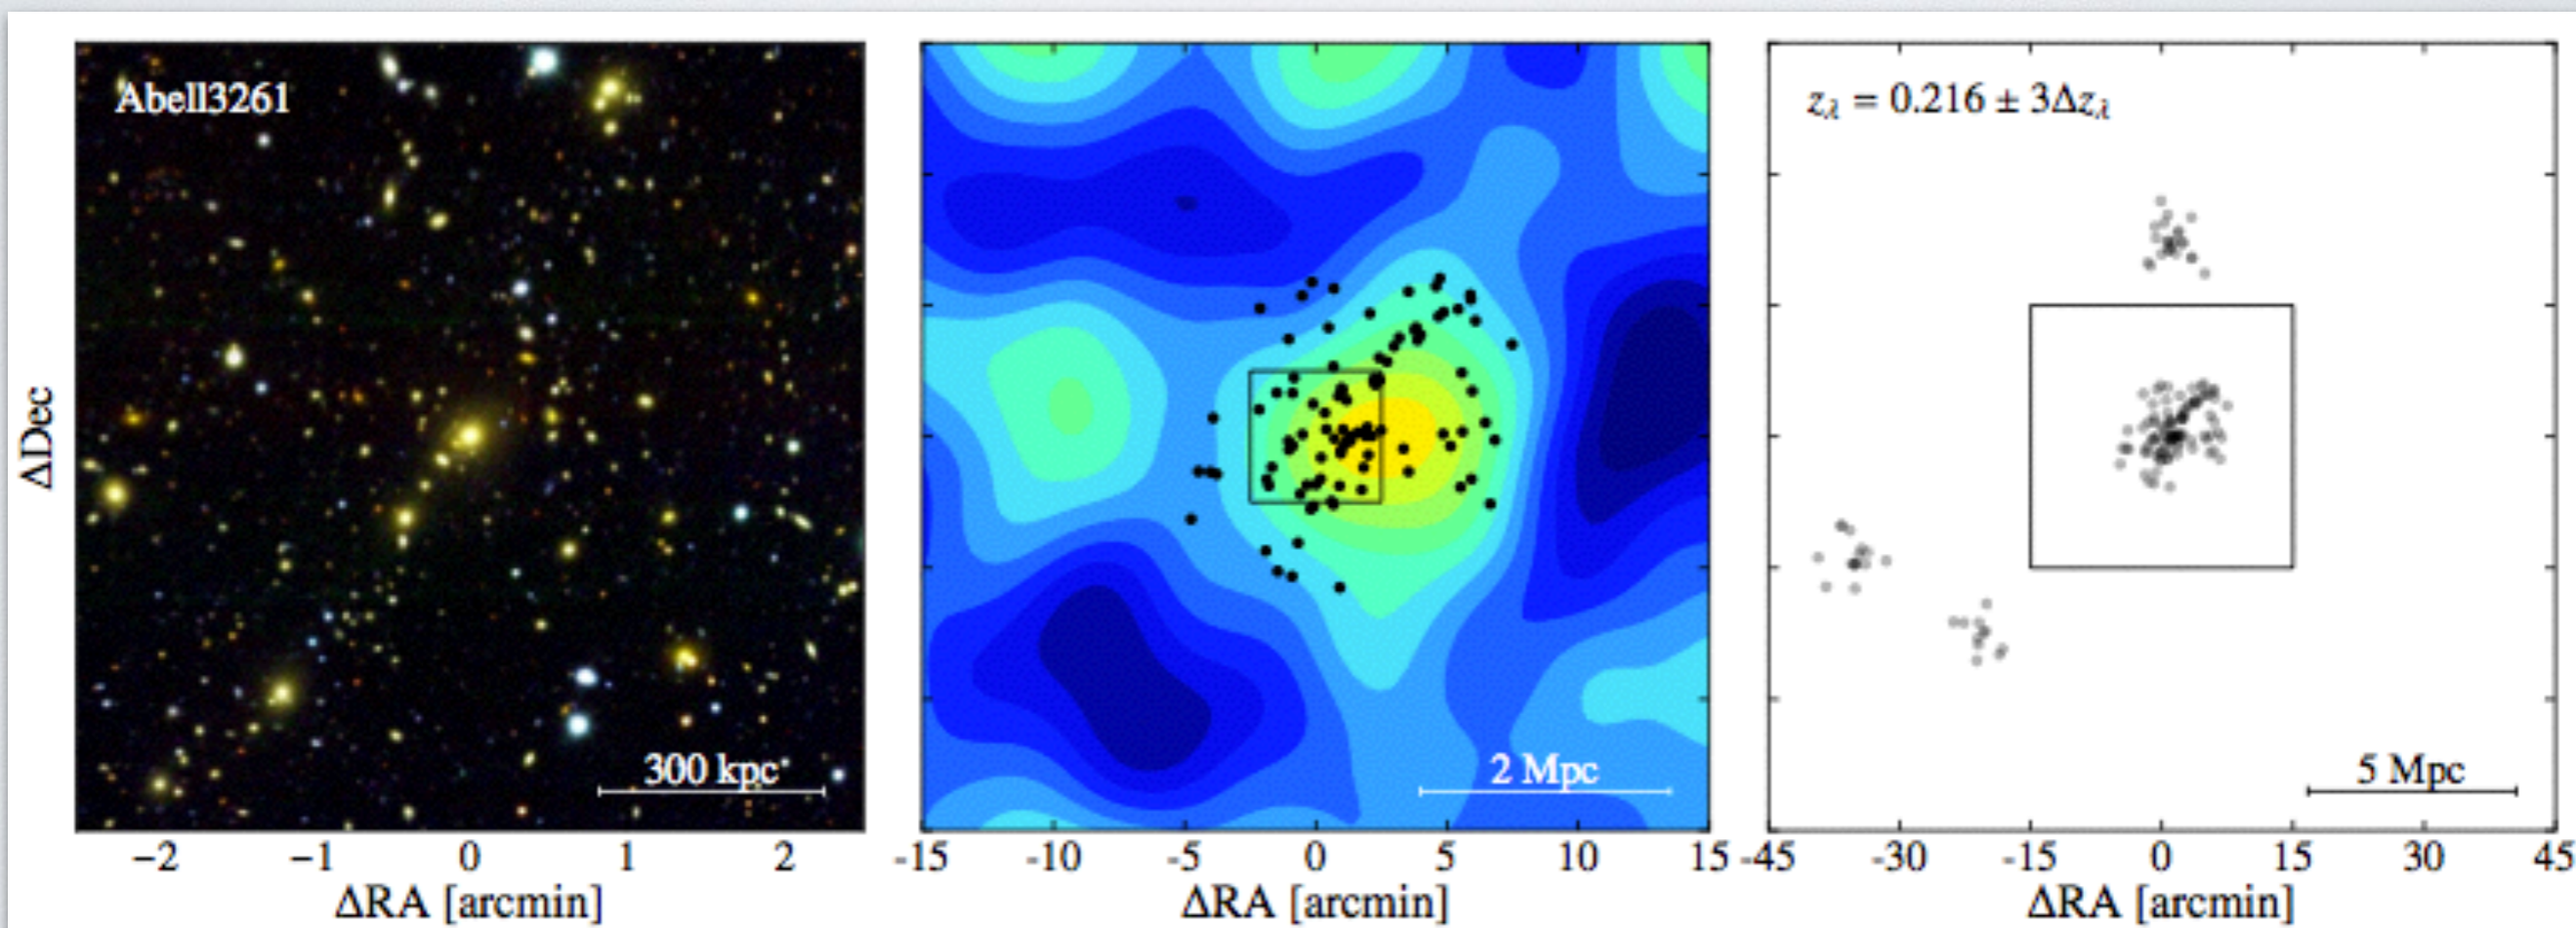 Abell3261
z_λ = 0.216 ± 3Δz_λ
ΔDec
300 kpc
2 Mpc
5 Mpc
−2 −1 0 1 2
-15 -10 -5 0 5 10 15
-45 -30 -15 0 15 30 45
ΔRA [arcmin]
ΔRA [arcmin]
ΔRA [arcmin]